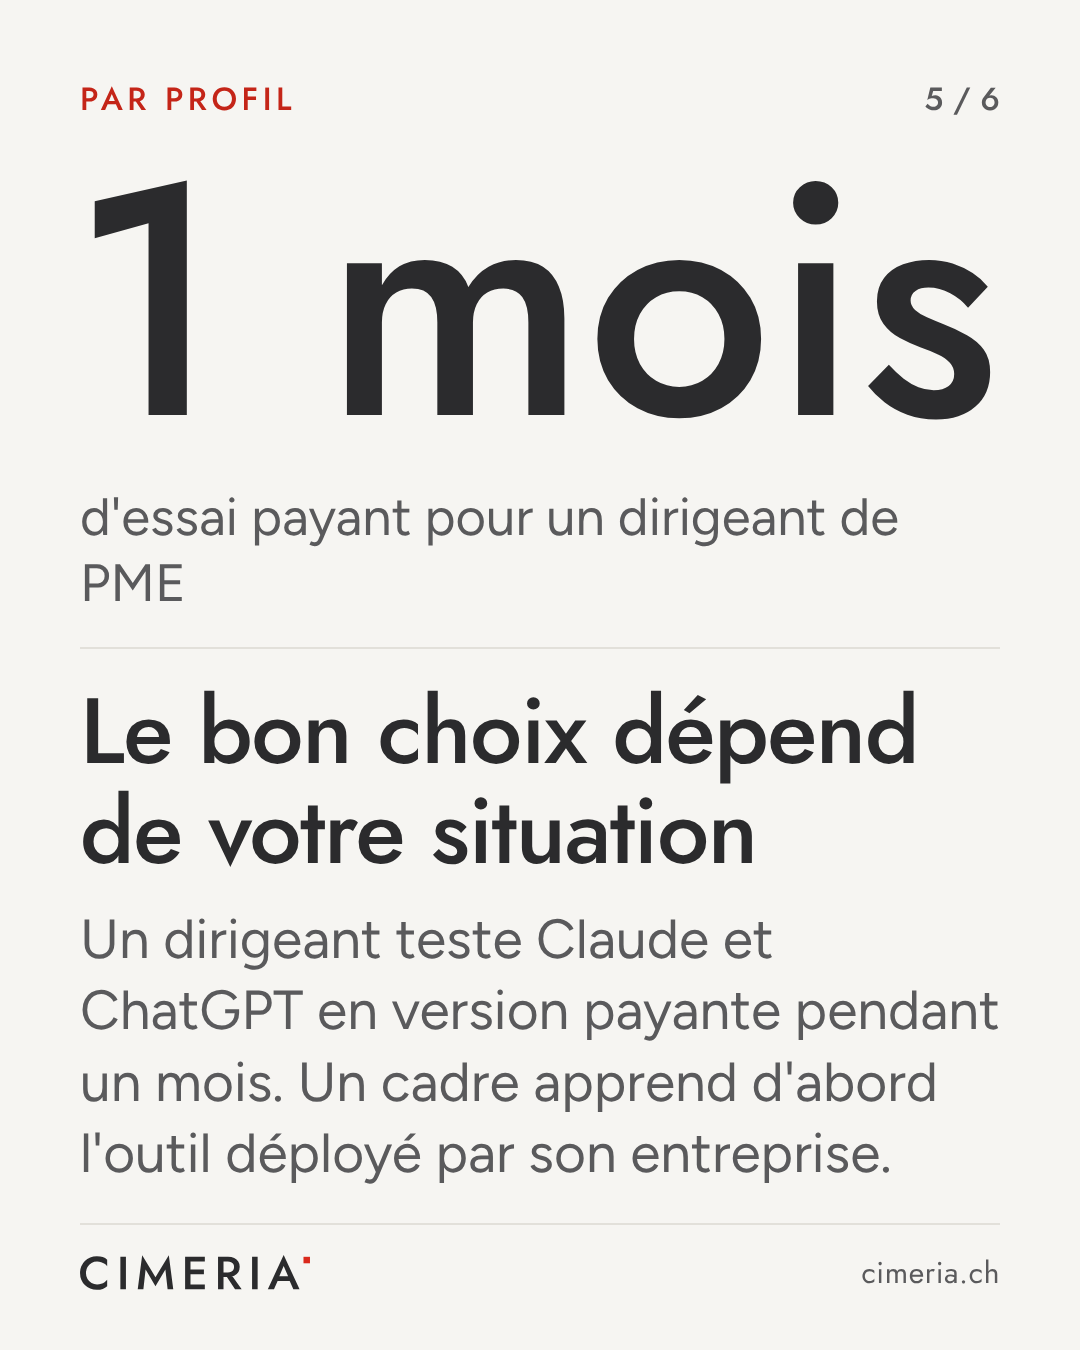 PAR PROFIL
5 / 6
1 mois
d'essai payant pour un dirigeant de
PME
Le bon choix dépend
de votre situation
Un dirigeant teste Claude et
ChatGPT en version payante pendant
un mois. Un cadre apprend d'abord
l'outil déployé par son entreprise.
CIMERIA
cimeria.ch